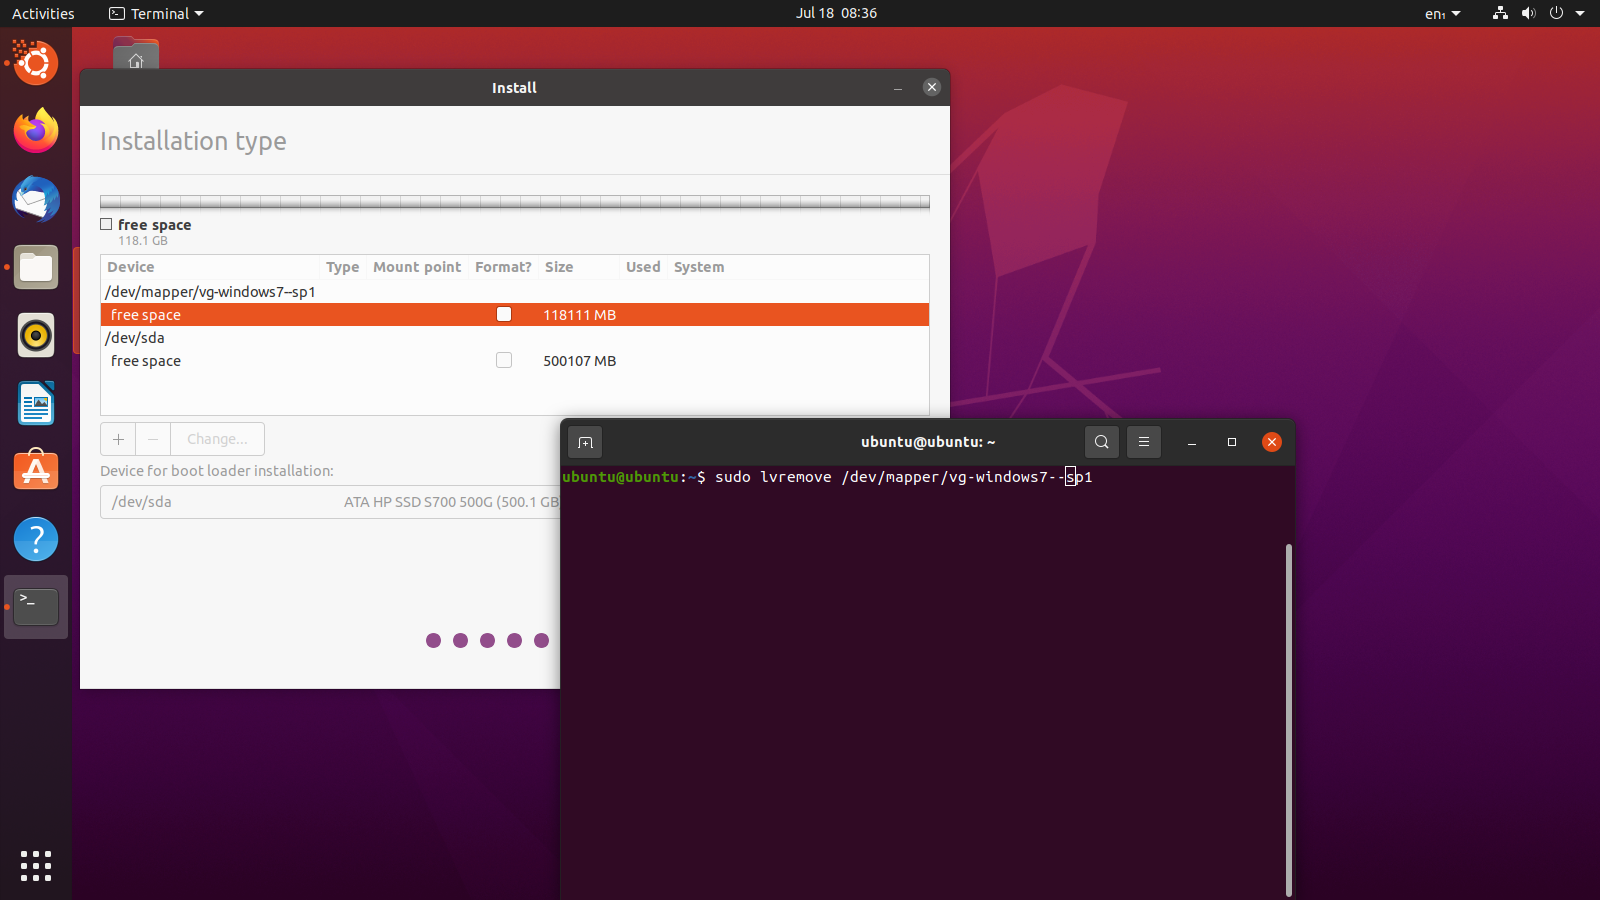 Activities Terminal Jul 18 08:36 en₁
Install
Installation type
free space
118.1 GB
Device Type Mount point Format? Size Used System
/dev/mapper/vg-windows7--sp1
free space 118111 MB
/dev/sda
free space 500107 MB
+ − Change...
Device for boot loader installation:
/dev/sda ATA HP SSD S700 500G (500.1 GB
ubuntu@ubuntu: ~
ubuntu@ubuntu:~$ sudo lvremove /dev/mapper/vg-windows7--sp1